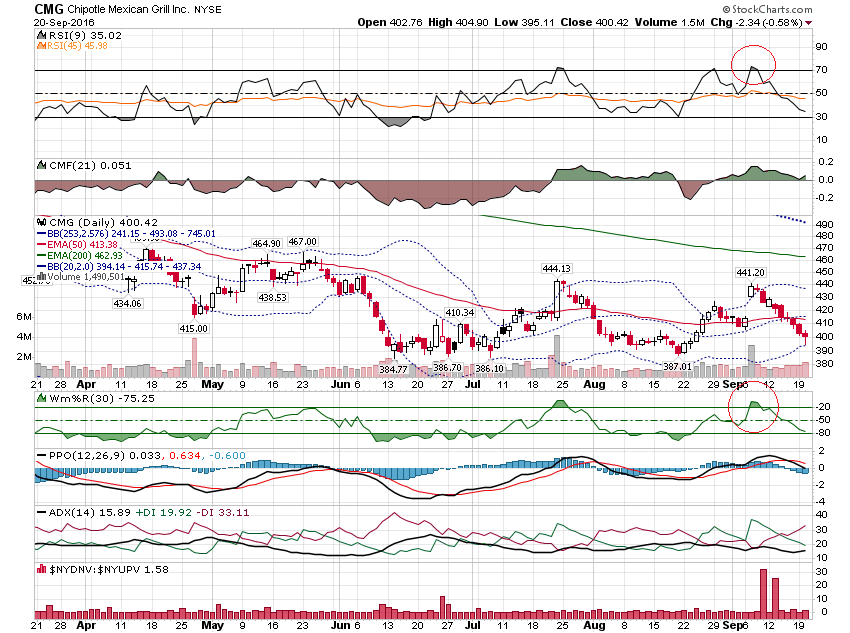 CMG Chipotle Mexican Grill Inc. NYSE
© StockCharts.com
20-Sep-2016
Open 402.76 High 404.90 Low 395.11 Close 400.42 Volume 1.5M Chg -2.34 (-0.58%)
RSI(9) 35.02
RSI(45) 45.98
90
70
50
30
10
CMF(21) 0.051
0.2
0.0
-0.2
CMG (Daily) 400.42
BB(253,2.576) 241.15 - 493.08 - 745.01
EMA(50) 413.38
EMA(200) 462.93
BB(20,2.0) 394.14 - 415.74 - 437.34
Volume 1,490,501
464.90
467.00
438.53
434.06
415.00
384.77
410.34
386.70
386.10
444.13
387.01
441.20
490
480
470
460
450
440
430
420
410
400
390
380
6M
4M
2M
21 28 Apr 11 18 25 May 9 16 23 Jun 6 13 20 27 Jul 11 18 25 Aug 8 15 22 29 Sep 6 12 19
Wm%R(30) -75.25
-20
-50
-80
PPO(12,26,9) 0.033, 0.634, -0.600
2
0
-2
-4
ADX(14) 15.89 +DI 19.92 -DI 33.11
40
30
20
10
$NYDNV:$NYUPV 1.58
30
20
10
0
21 28 Apr 11 18 25 May 9 16 23 Jun 6 13 20 27 Jul 11 18 25 Aug 8 15 22 29 Sep 6 12 19